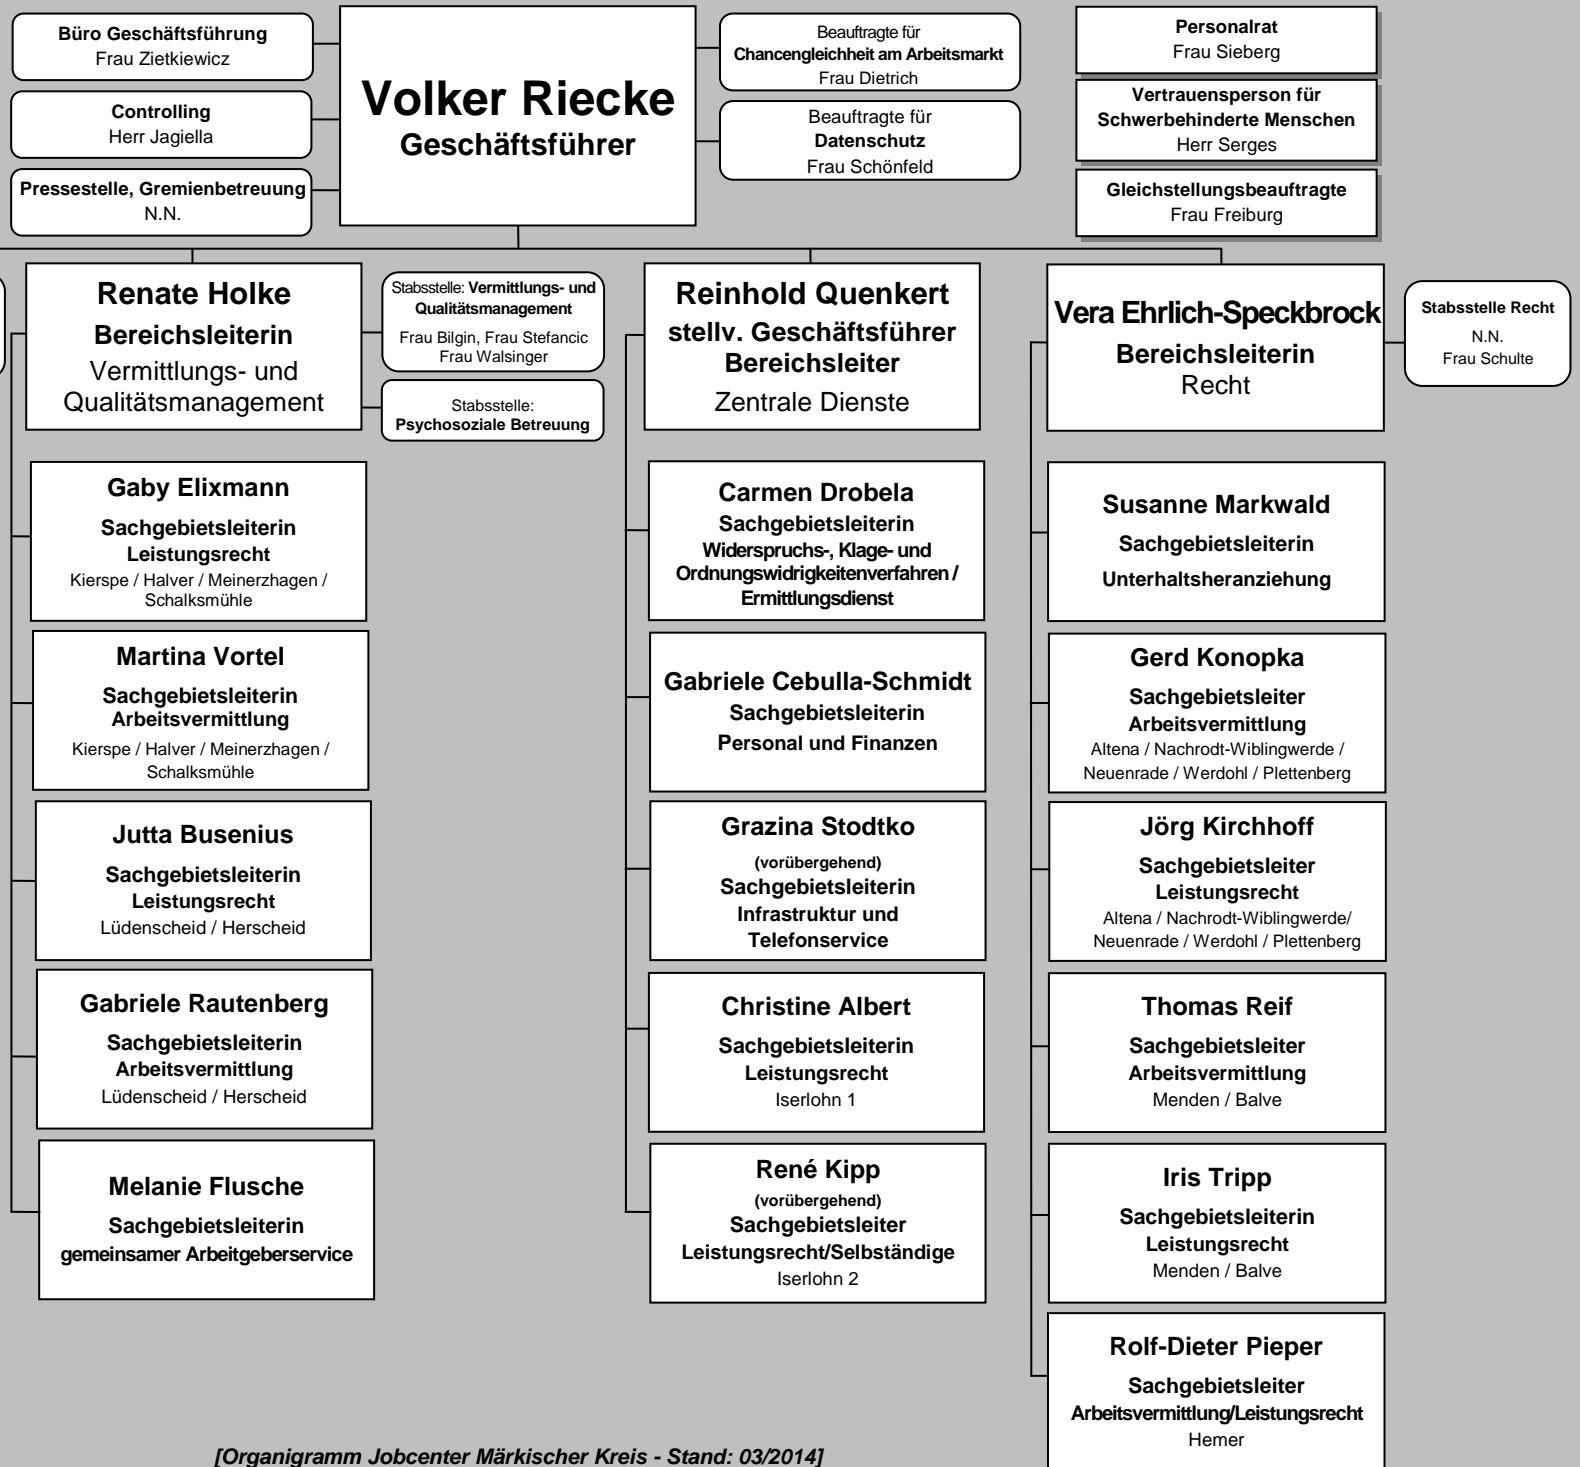 Büro Geschäftsführung
Frau Zietkiewicz
Controlling
Herr Jagiella
Pressestelle, Gremienbetreuung
N.N.
Volker Riecke
Geschäftsführer
Beauftragte für
Chancengleichheit am Arbeitsmarkt
Frau Dietrich
Beauftragte für
Datenschutz
Frau Schönfeld
Personalrat
Frau Sieberg
Vertrauensperson für
Schwerbehinderte Menschen
Herr Serges
Gleichstellungsbeauftragte
Frau Freiburg
Renate Holke
Bereichsleiterin
Vermittlungs- und
Qualitätsmanagement
Stabsstelle: Vermittlungs- und
Qualitätsmanagement
Frau Bilgin, Frau Stefancic
Frau Walsinger
Stabsstelle:
Psychosoziale Betreuung
Gaby Elixmann
Sachgebietsleiterin
Leistungsrecht
Kierspe / Halver / Meinerzhagen /
Schalksmühle
Martina Vortel
Sachgebietsleiterin
Arbeitsvermittlung
Kierspe / Halver / Meinerzhagen /
Schalksmühle
Jutta Busenius
Sachgebietsleiterin
Leistungsrecht
Lüdenscheid / Herscheid
Gabriele Rautenberg
Sachgebietsleiterin
Arbeitsvermittlung
Lüdenscheid / Herscheid
Melanie Flusche
Sachgebietsleiterin
gemeinsamer Arbeitgeberservice
Reinhold Quenkert
stellv. Geschäftsführer
Bereichsleiter
Zentrale Dienste
Carmen Drobela
Sachgebietsleiterin
Widerspruchs-, Klage- und
Ordnungswidrigkeitenverfahren /
Ermittlungsdienst
Gabriele Cebulla-Schmidt
Sachgebietsleiterin
Personal und Finanzen
Grazina Stodtko
(vorübergehend)
Sachgebietsleiterin
Infrastruktur und
Telefonservice
Christine Albert
Sachgebietsleiterin
Leistungsrecht
Iserlohn 1
René Kipp
(vorübergehend)
Sachgebietsleiter
Leistungsrecht/Selbständige
Iserlohn 2
Vera Ehrlich-Speckbrock
Bereichsleiterin
Recht
Stabsstelle Recht
N.N.
Frau Schulte
Susanne Markwald
Sachgebietsleiterin
Unterhaltsheranziehung
Gerd Konopka
Sachgebietsleiter
Arbeitsvermittlung
Altena / Nachrodt-Wiblingwerde /
Neuenrade / Werdohl / Plettenberg
Jörg Kirchhoff
Sachgebietsleiter
Leistungsrecht
Altena / Nachrodt-Wiblingwerde/
Neuenrade / Werdohl / Plettenberg
Thomas Reif
Sachgebietsleiter
Arbeitsvermittlung
Menden / Balve
Iris Tripp
Sachgebietsleiterin
Leistungsrecht
Menden / Balve
Rolf-Dieter Pieper
Sachgebietsleiter
Arbeitsvermittlung/Leistungsrecht
Hemer
[Organigramm Jobcenter Märkischer Kreis - Stand: 03/2014]